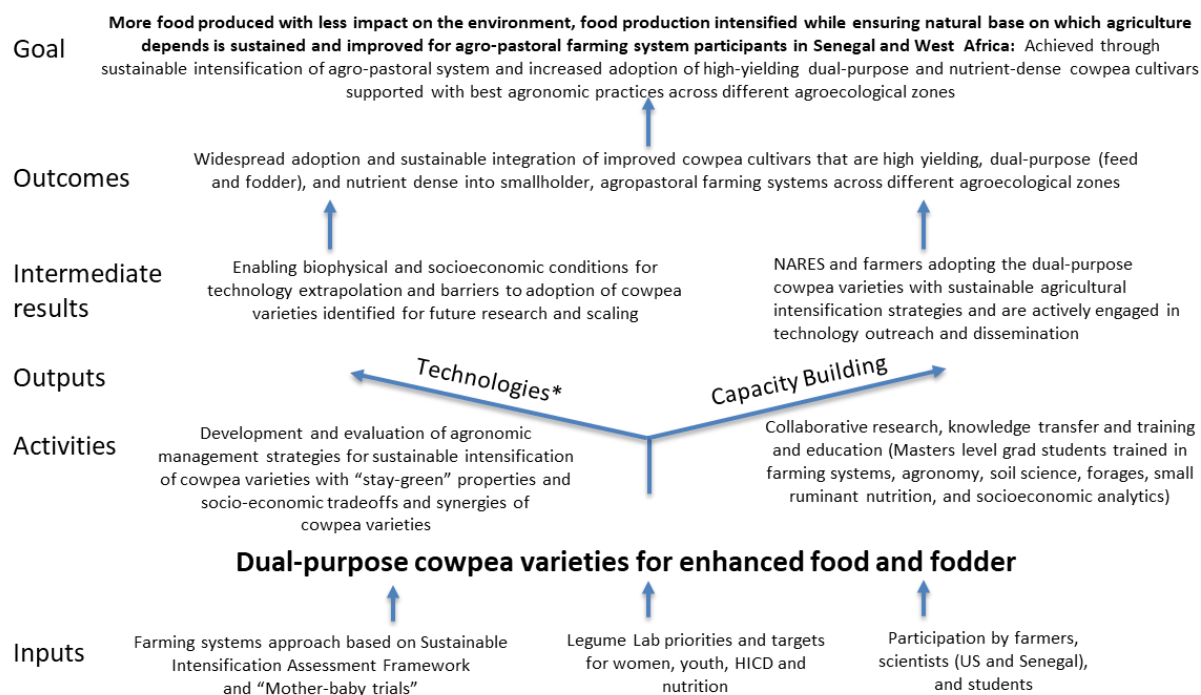 Goal
More food produced with less impact on the environment, food production intensified while ensuring natural base on which agriculture
depends is sustained and improved for agro-pastoral farming system participants in Senegal and West Africa: Achieved through
sustainable intensification of agro-pastoral system and increased adoption of high-yielding dual-purpose and nutrient-dense cowpea cultivars
supported with best agronomic practices across different agroecological zones
Outcomes
Widespread adoption and sustainable integration of improved cowpea cultivars that are high yielding, dual-purpose (feed
and fodder), and nutrient dense into smallholder, agropastoral farming systems across different agroecological zones
Intermediate
results
Enabling biophysical and socioeconomic conditions for
technology extrapolation and barriers to adoption of cowpea
varieties identified for future research and scaling
NARES and farmers adopting the dual-purpose
cowpea varieties with sustainable agricultural
intensification strategies and are actively engaged in
technology outreach and dissemination
Outputs
Technologies*
Capacity Building
Activities
Development and evaluation of agronomic
management strategies for sustainable intensification
of cowpea varieties with “stay-green” properties and
socio-economic tradeoffs and synergies of
cowpea varieties
Collaborative research, knowledge transfer and training
and education (Masters level grad students trained in
farming systems, agronomy, soil science, forages, small
ruminant nutrition, and socioeconomic analytics)
Dual-purpose cowpea varieties for enhanced food and fodder
Inputs
Farming systems approach based on Sustainable
Intensification Assessment Framework
and “Mother-baby trials”
Legume Lab priorities and targets
for women, youth, HICD and
nutrition
Participation by farmers,
scientists (US and Senegal),
and students